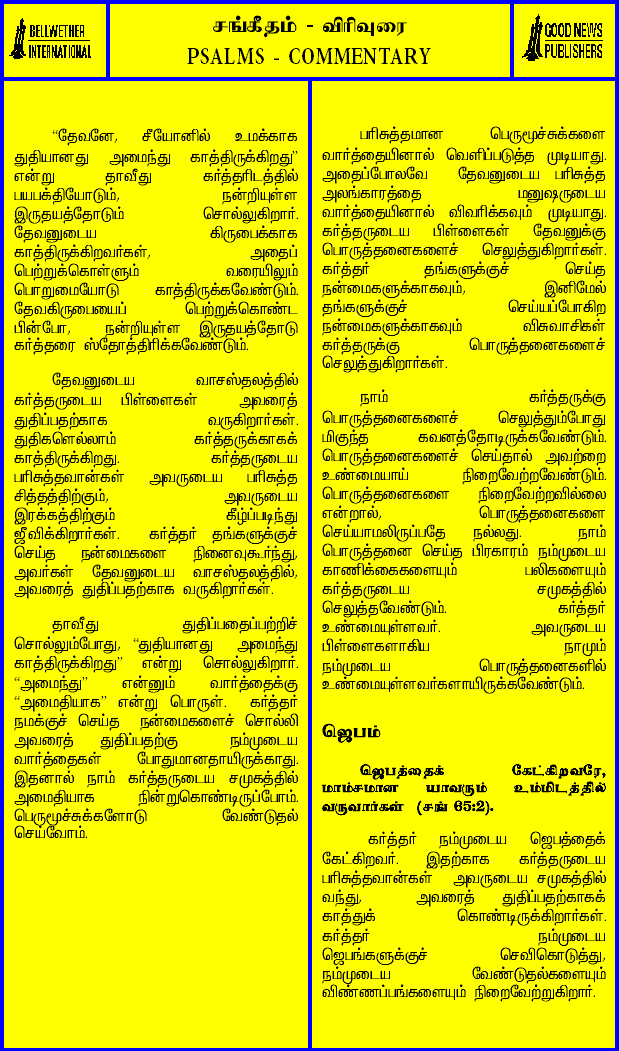 BELLWETHER
INTERNATIONAL
சங்கீதம் - விரிவுரை
PSALMS - COMMENTARY
GOOD NEWS
PUBLISHERS
“தேவனே, சீயோனில் உமக்காக
துதியானது அமைந்து காத்திருக்கிறது”
என்று தாவீது கர்த்தரிடத்தில்
பயபக்தியோடும், நன்றியுள்ள
இருதயத்தோடும் சொல்லுகிறார்.
தேவனுடைய கிருபைக்காக
காத்திருக்கிறவர்கள், அதைப்
பெற்றுக்கொள்ளும் வரையிலும்
பொறுமையோடு காத்திருக்கவேண்டும்.
தேவகிருபையைப் பெற்றுக்கொண்ட
பின்போ, நன்றியுள்ள இருதயத்தோடு
கர்த்தரை ஸ்தோத்திரிக்கவேண்டும்.
தேவனுடைய வாசஸ்தலத்தில்
கர்த்தருடைய பிள்ளைகள் அவரைத்
துதிப்பதற்காக வருகிறார்கள்.
துதிகளெல்லாம் கர்த்தருக்காகக்
காத்திருக்கிறது. கர்த்தருடைய
பரிசுத்தவான்கள் அவருடைய பரிசுத்த
சித்தத்திற்கும், அவருடைய
இரக்கத்திற்கும் கீழ்ப்படிந்து
ஜீவிக்கிறார்கள். கர்த்தர் தங்களுக்குச்
செய்த நன்மைகளை நினைவுகூர்ந்து,
அவர்கள் தேவனுடைய வாசஸ்தலத்தில்,
அவரைத் துதிப்பதற்காக வருகிறார்கள்.
தாவீது துதிப்பதைப்பற்றிச்
சொல்லும்போது, “துதியானது அமைந்து
காத்திருக்கிறது” என்று சொல்லுகிறார்.
“அமைந்து” என்னும் வார்த்தைக்கு
“அமைதியாக” என்று பொருள். கர்த்தர்
நமக்குச் செய்த நன்மைகளைச் சொல்லி
அவரைத் துதிப்பதற்கு நம்முடைய
வார்த்தைகள் போதுமானதாயிருக்காது.
இதனால் நாம் கர்த்தருடைய சமுகத்தில்
அமைதியாக நின்றுகொண்டிருப்போம்.
பெருமூச்சுக்களோடு வேண்டுதல்
செய்வோம்.
பரிசுத்தமான பெருமூச்சுக்களை
வார்த்தையினால் வெளிப்படுத்த முடியாது.
அதைப்போலவே தேவனுடைய பரிசுத்த
அலங்காரத்தை மனுஷருடைய
வார்த்தையினால் விவரிக்கவும் முடியாது.
கர்த்தருடைய பிள்ளைகள் தேவனுக்கு
பொருத்தனைகளைச் செலுத்துகிறார்கள்.
கர்த்தர் தங்களுக்குச் செய்த
நன்மைகளுக்காகவும், இனிமேல்
தங்களுக்குச் செய்யப்போகிற
நன்மைகளுக்காகவும் விசுவாசிகள்
கர்த்தருக்கு பொருத்தனைகளைச்
செலுத்துகிறார்கள்.
நாம் கர்த்தருக்கு
பொருத்தனைகளைச் செலுத்தும்போது
மிகுந்த கவனத்தோடிருக்கவேண்டும்.
பொருத்தனைகளைச் செய்தால் அவற்றை
உண்மையாய் நிறைவேற்றவேண்டும்.
பொருத்தனைகளை நிறைவேற்றவில்லை
என்றால், பொருத்தனைகளை
செய்யாமலிருப்பதே நல்லது. நாம்
பொருத்தனை செய்த பிரகாரம் நம்முடைய
காணிக்கைகளையும் பலிகளையும்
கர்த்தருடைய சமுகத்தில்
செலுத்தவேண்டும். கர்த்தர்
உண்மையுள்ளவர். அவருடைய
பிள்ளைகளாகிய நாமும்
நம்முடைய பொருத்தனைகளில்
உண்மையுள்ளவர்களாயிருக்கவேண்டும்.
ஜெபம்
ஜெபத்தைக் கேட்கிறவரே,
மாம்சமான யாவரும் உம்மிடத்தில்
வருவார்கள் (சங் 65:2).
கர்த்தர் நம்முடைய ஜெபத்தைக்
கேட்கிறவர். இதற்காக கர்த்தருடைய
பரிசுத்தவான்கள் அவருடைய சமுகத்தில்
வந்து, அவரைத் துதிப்பதற்காகக்
காத்துக் கொண்டிருக்கிறார்கள்.
கர்த்தர் நம்முடைய
ஜெபங்களுக்குச் செவிகொடுத்து,
நம்முடைய வேண்டுதல்களையும்
விண்ணப்பங்களையும் நிறைவேற்றுகிறார்.